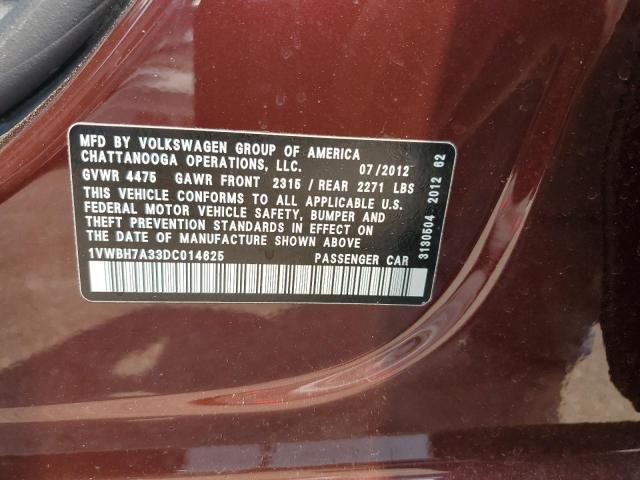 MFD BY VOLKSWAGEN GROUP OF AMERICA
CHATTANOOGA OPERATIONS, LLC. 07/2012
GVWR 4475 GAWR FRONT 2315 / REAR 2271 LBS
THIS VEHICLE CONFORMS TO ALL APPLICABLE U.S.
FEDERAL MOTOR VEHICLE SAFETY, BUMPER AND
THEFT PREVENTION STANDARDS IN EFFECT ON
THE DATE OF MANUFACTURE SHOWN ABOVE
1VWBH7A33DC014625 PASSENGER CAR
3130504 2012 62